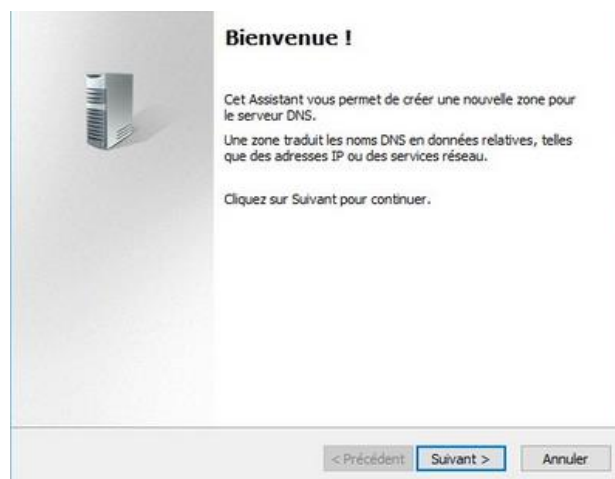 Bienvenue !
Cet Assistant vous permet de créer une nouvelle zone pour
le serveur DNS.
Une zone traduit les noms DNS en données relatives, telles
que des adresses IP ou des services réseau.
Cliquez sur Suivant pour continuer.
< Précédent Suivant > Annuler